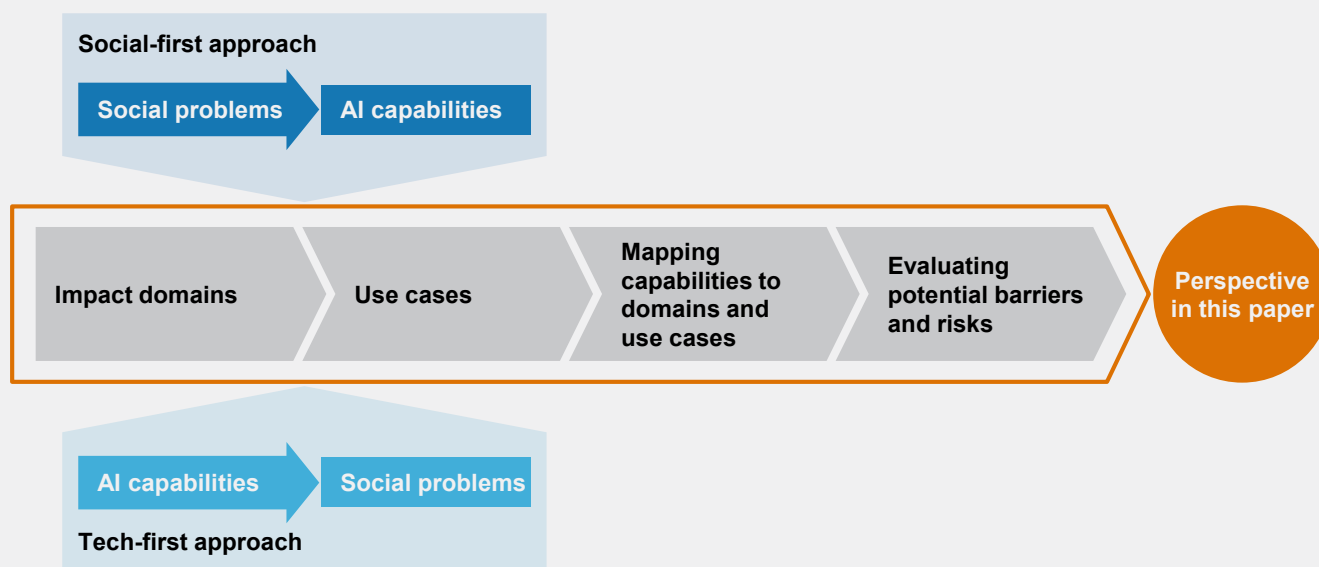 Social-first approach
Social problems
AI capabilities
Impact domains
Use cases
Mapping
capabilities to
domains and
use cases
Evaluating
potential barriers
and risks
Perspective
in this paper
AI capabilities
Social problems
Tech-first approach